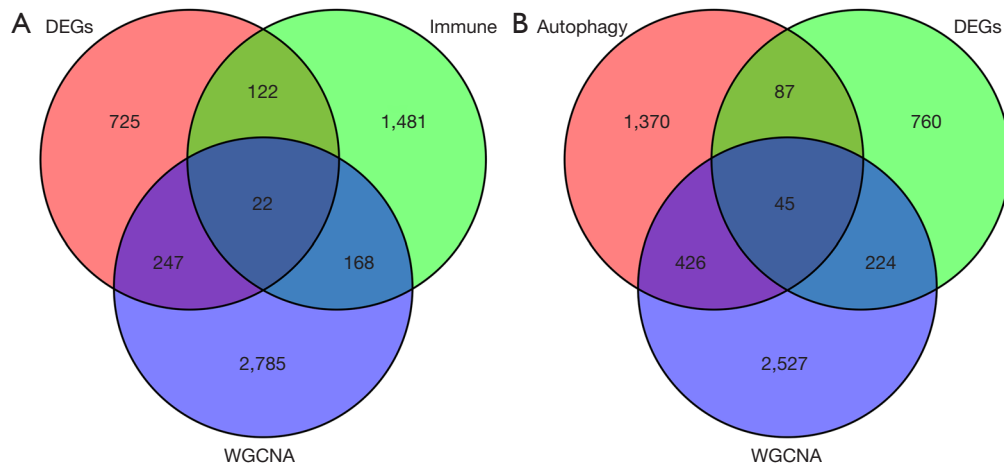 A DEGs Immune
122
725 1,481
22
247 168
2,785
WGCNA
B Autophagy DEGs
87
1,370 760
45
426 224
2,527
WGCNA